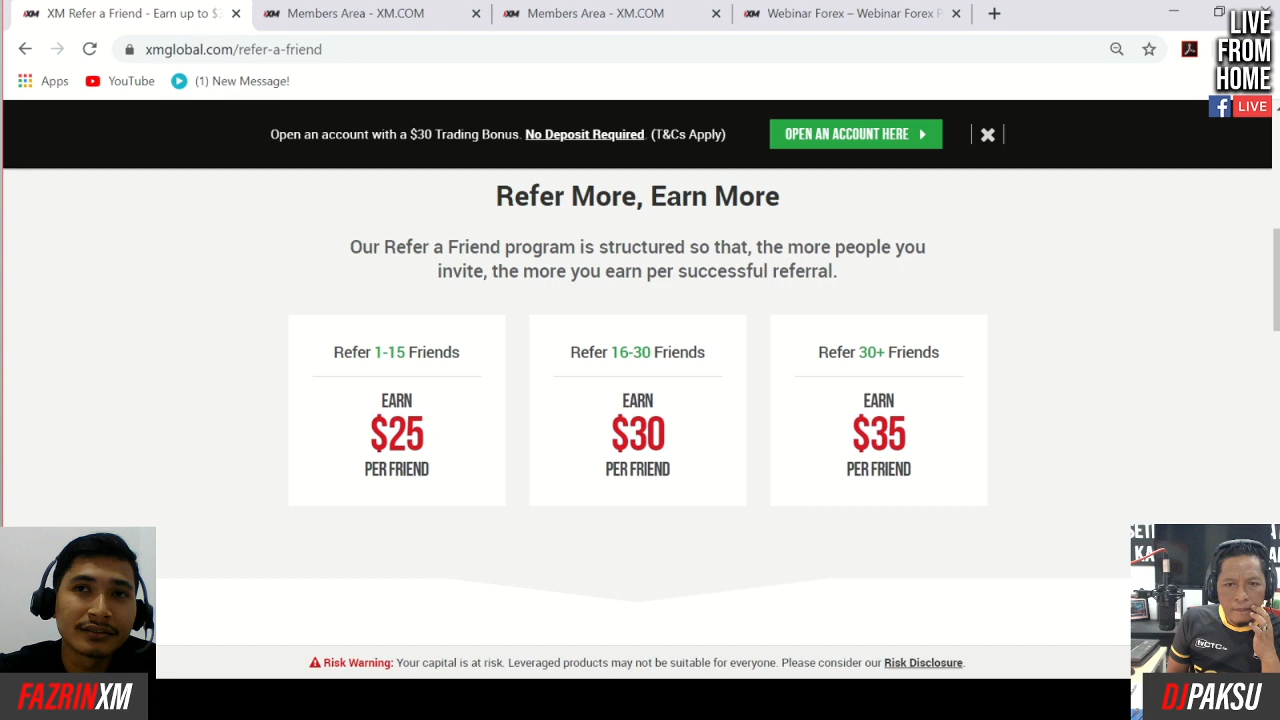 XM Refer a Friend - Earn up to $3
Members Area - XM.COM
Members Area - XM.COM
Webinar Forex – Webinar Forex P
xmglobal.com/refer-a-friend
Apps
YouTube
(1) New Message!
LIVE
FROM
HOME
f LIVE
Open an account with a $30 Trading Bonus. No Deposit Required. (T&Cs Apply)
OPEN AN ACCOUNT HERE
Refer More, Earn More
Our Refer a Friend program is structured so that, the more people you
invite, the more you earn per successful referral.
Refer 1-15 Friends
EARN
$25
PER FRIEND
Refer 16-30 Friends
EARN
$30
PER FRIEND
Refer 30+ Friends
EARN
$35
PER FRIEND
Risk Warning: Your capital is at risk. Leveraged products may not be suitable for everyone. Please consider our Risk Disclosure.
FAZRINXM
DJPAKSU